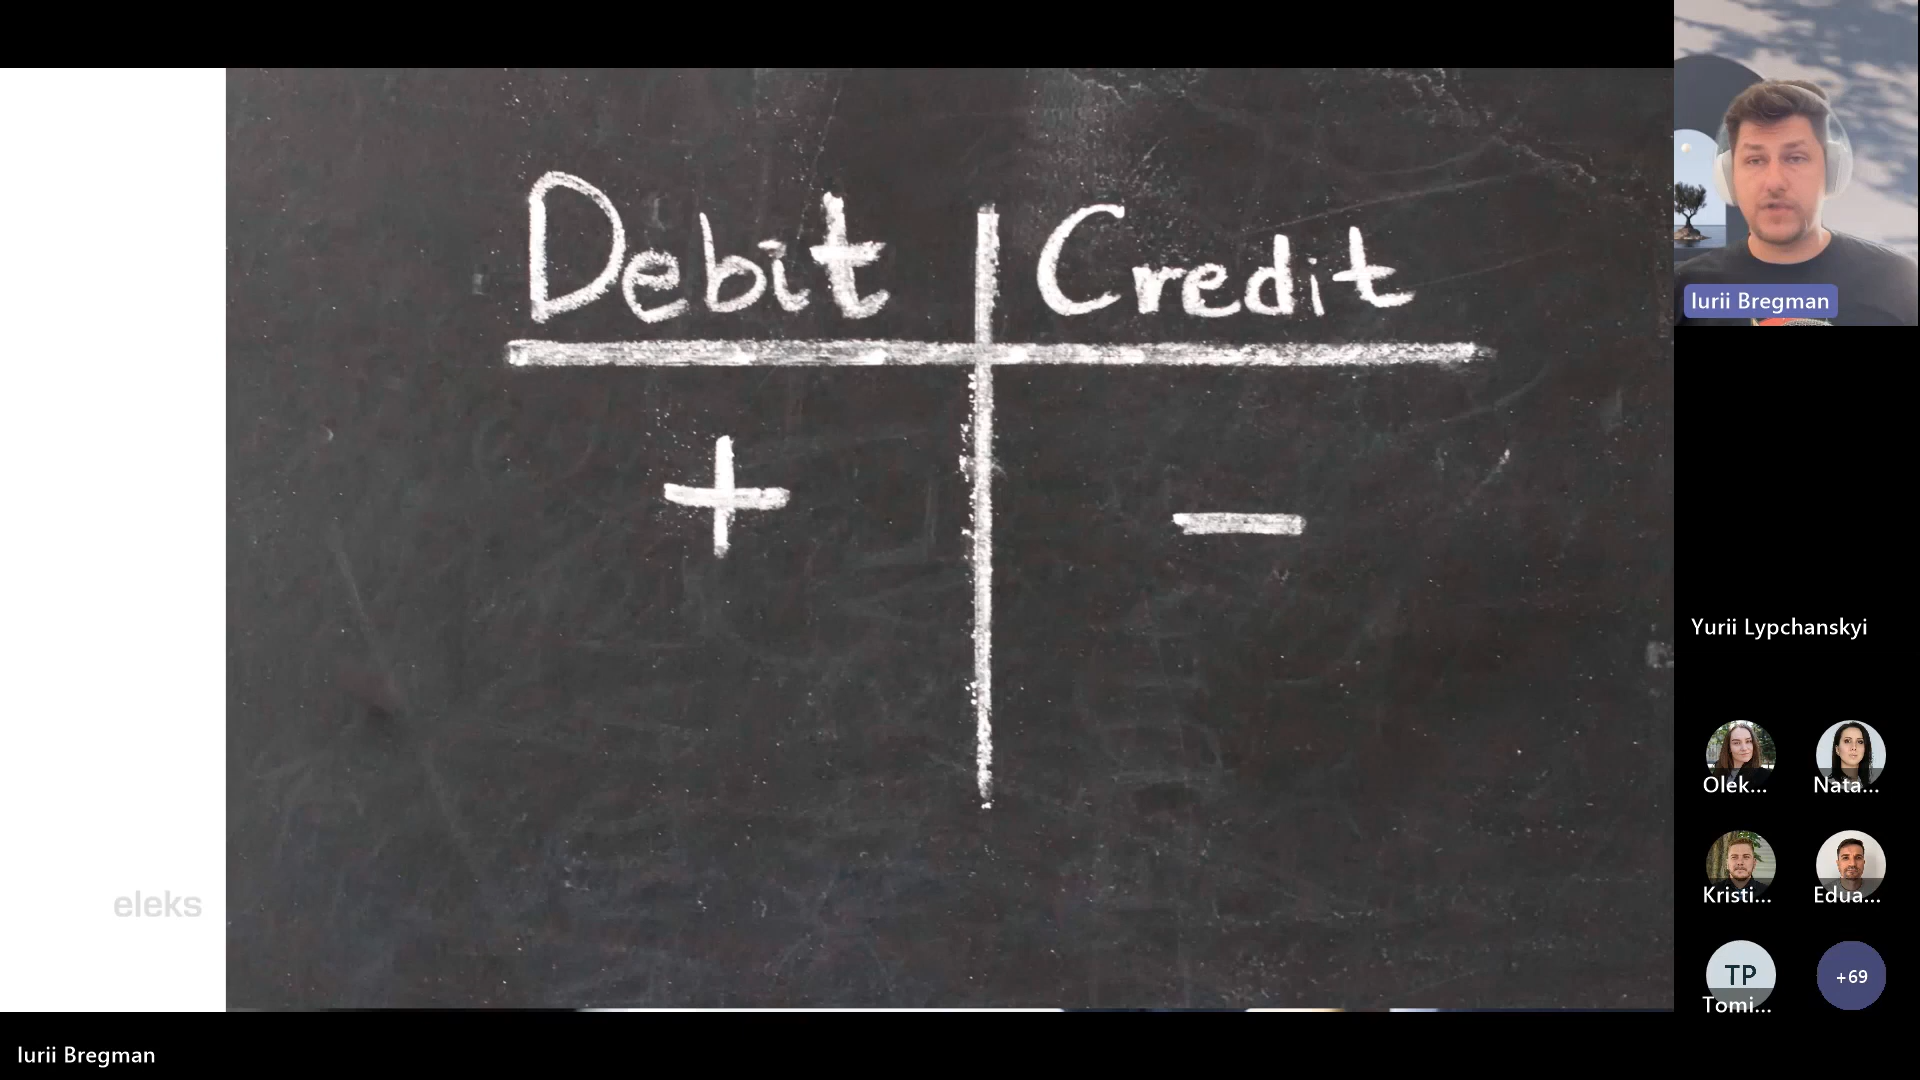 Debit Credit
+ -
eleks
Iurii Bregman
Yurii Lypchanskyi
Olek... Nata...
Kristi... Edua...
TP
Tomi...
+69
Iurii Bregman